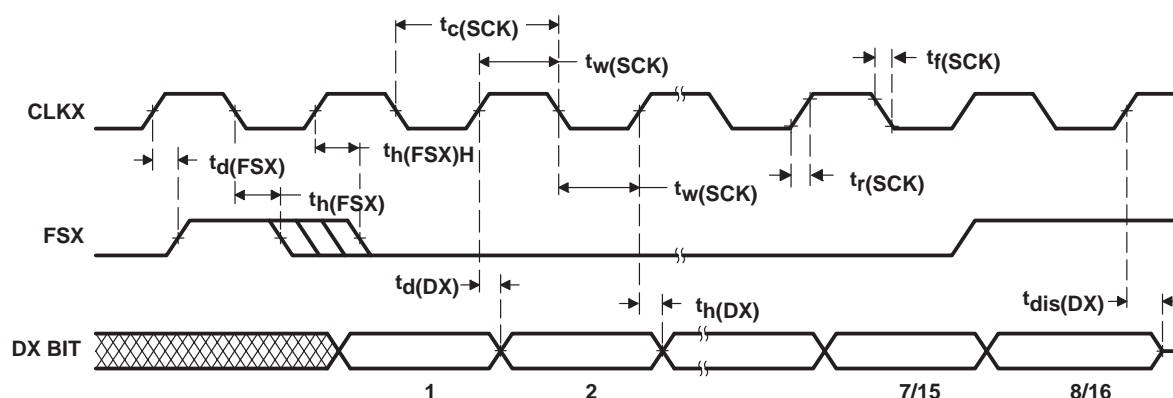 tc(SCK)
tw(SCK)
tf(SCK)
CLKX
th(FSX)H
td(FSX)
tw(SCK)
tr(SCK)
th(FSX)
FSX
td(DX)
th(DX)
tdis(DX)
DX BIT
1 2 7/15 8/16